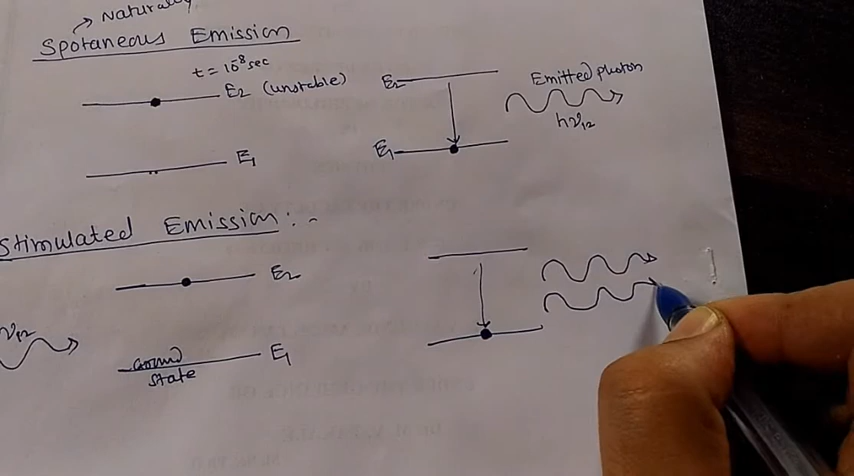 Naturally
Spotaneous Emission
t = 10⁻⁸ sec
E₂ (unstable)
E₁
E₂
E₁
Emitted photon
hν₁₂
Stimulated Emission :-
E₂
ν₁₂
Ground
state
E₁